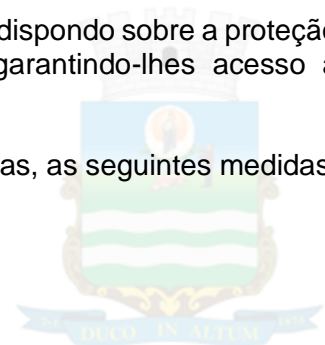 dispondo sobre a proteção
garantindo-lhes acesso
as, as seguintes medidas
DUCO IN ALTUM